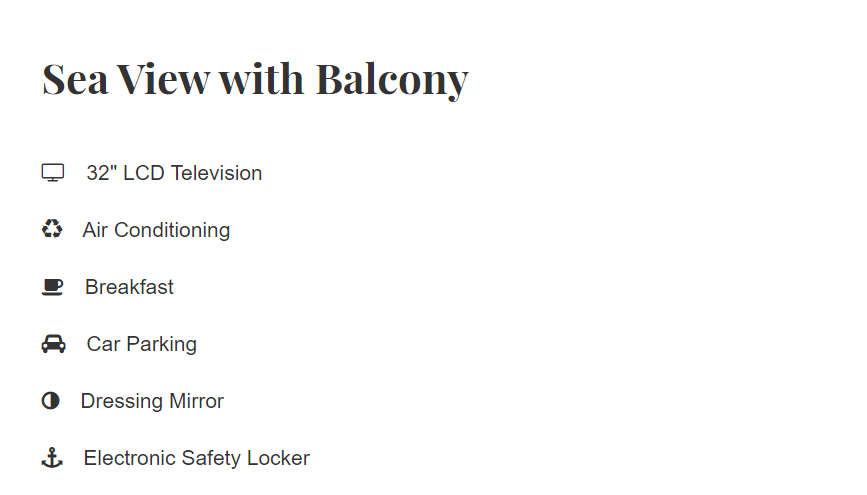 Sea View with Balcony
32" LCD Television
Air Conditioning
Breakfast
Car Parking
Dressing Mirror
Electronic Safety Locker